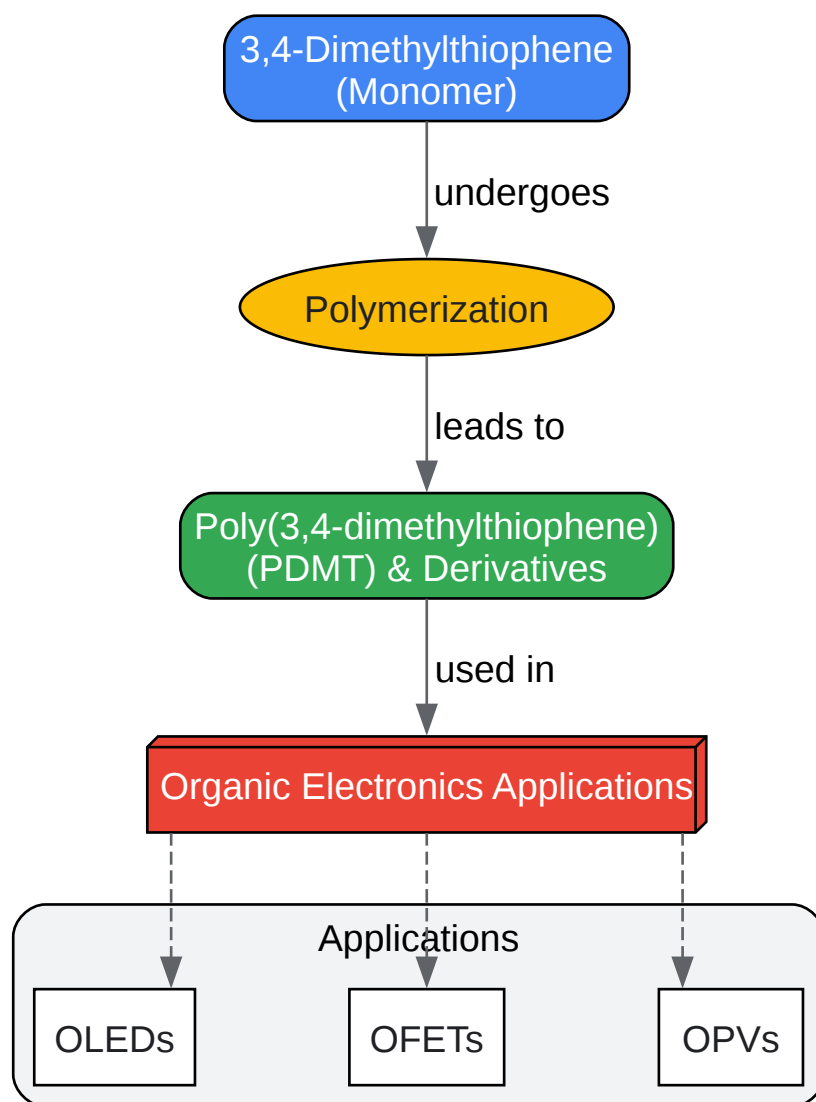 3,4-Dimethylthiophene
(Monomer)
undergoes
Polymerization
leads to
Poly(3,4-dimethylthiophene)
(PDMT) & Derivatives
used in
Organic Electronics Applications
Applications
OLEDs
OFETs
OPVs